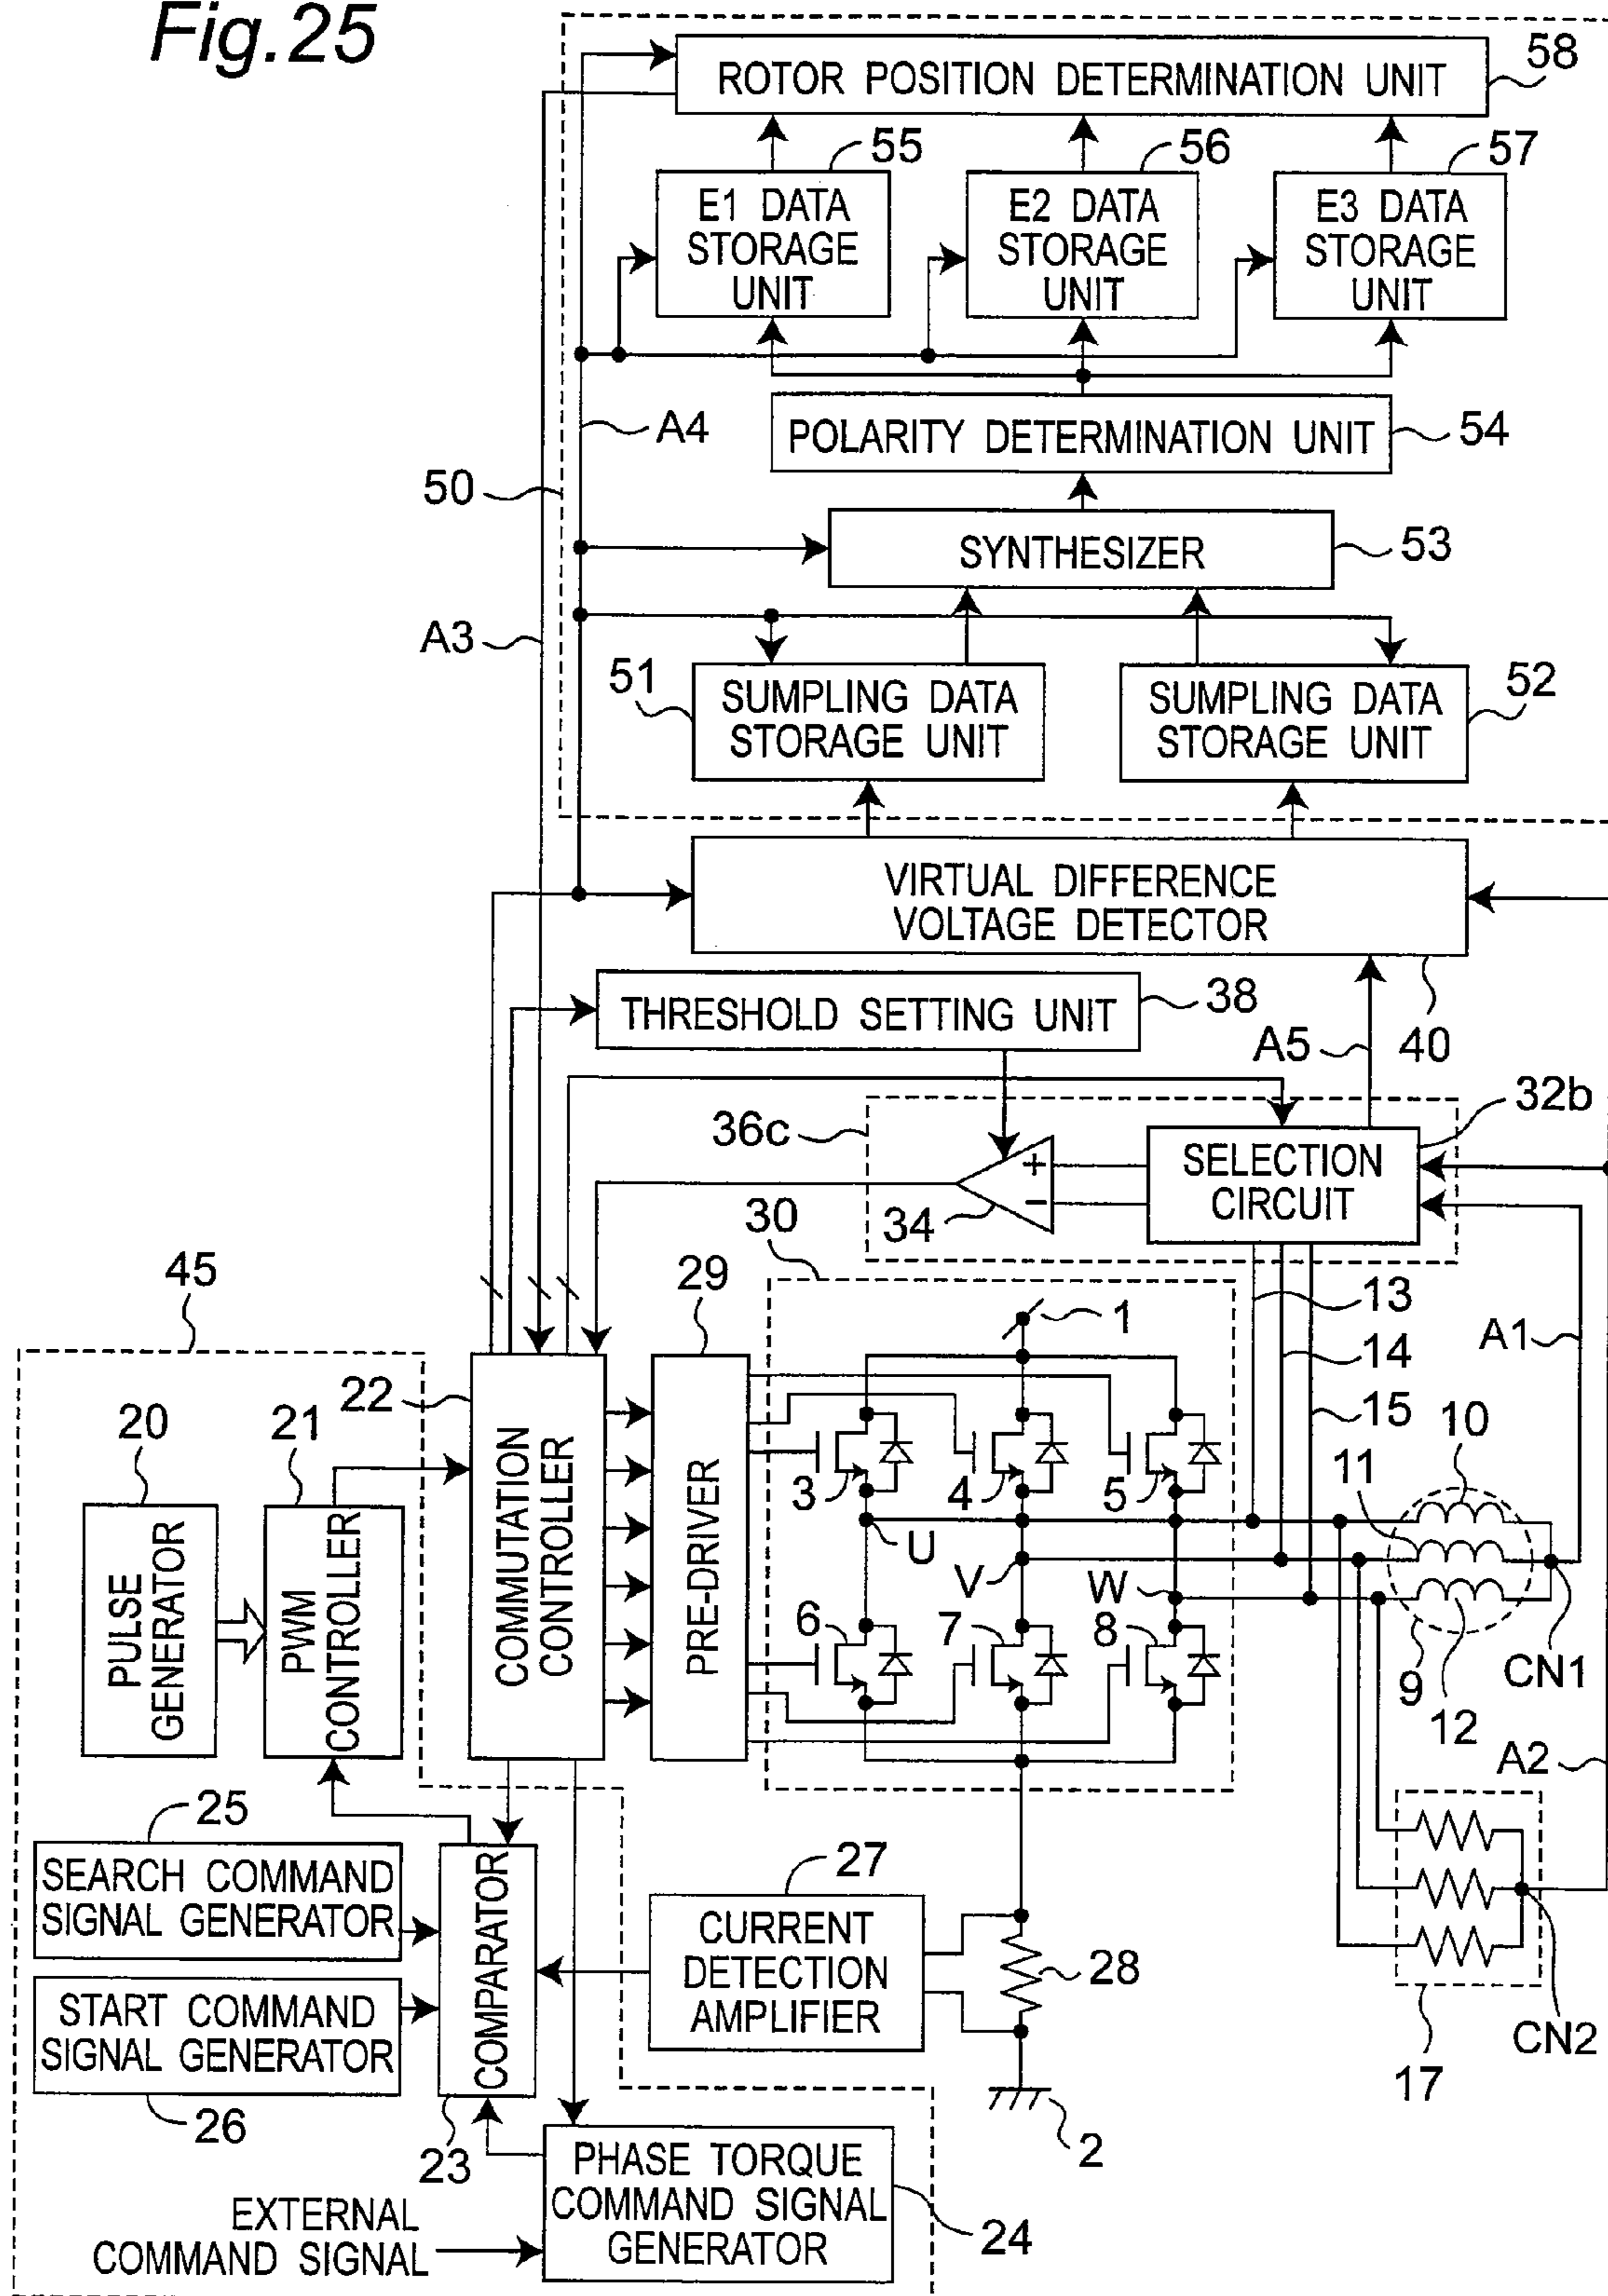 Fig.25
58
ROTOR POSITION DETERMINATION UNIT
55
56
57
E1 DATA
STORAGE
UNIT
E2 DATA
STORAGE
UNIT
E3 DATA
STORAGE
UNIT
A4
POLARITY DETERMINATION UNIT
54
50
SYNTHESIZER
53
A3
51
SUMPLING DATA
STORAGE UNIT
SUMPLING DATA
STORAGE UNIT
52
VIRTUAL DIFFERENCE
VOLTAGE DETECTOR
THRESHOLD SETTING UNIT
38
A5
40
32b
36c
SELECTION
CIRCUIT
+
−
34
30
45
29
13
1
A1
14
22
15
20
21
10
11
PULSE
GENERATOR
PWM
CONTROLLER
COMMUTATION
CONTROLLER
PRE-DRIVER
3
4
5
U
V
W
6
7
8
9
12
CN1
A2
25
SEARCH COMMAND
SIGNAL GENERATOR
27
COMPARATOR
CURRENT
DETECTION
AMPLIFIER
28
START COMMAND
SIGNAL GENERATOR
CN2
17
26
23
2
PHASE TORQUE
COMMAND SIGNAL
GENERATOR
24
EXTERNAL
COMMAND SIGNAL